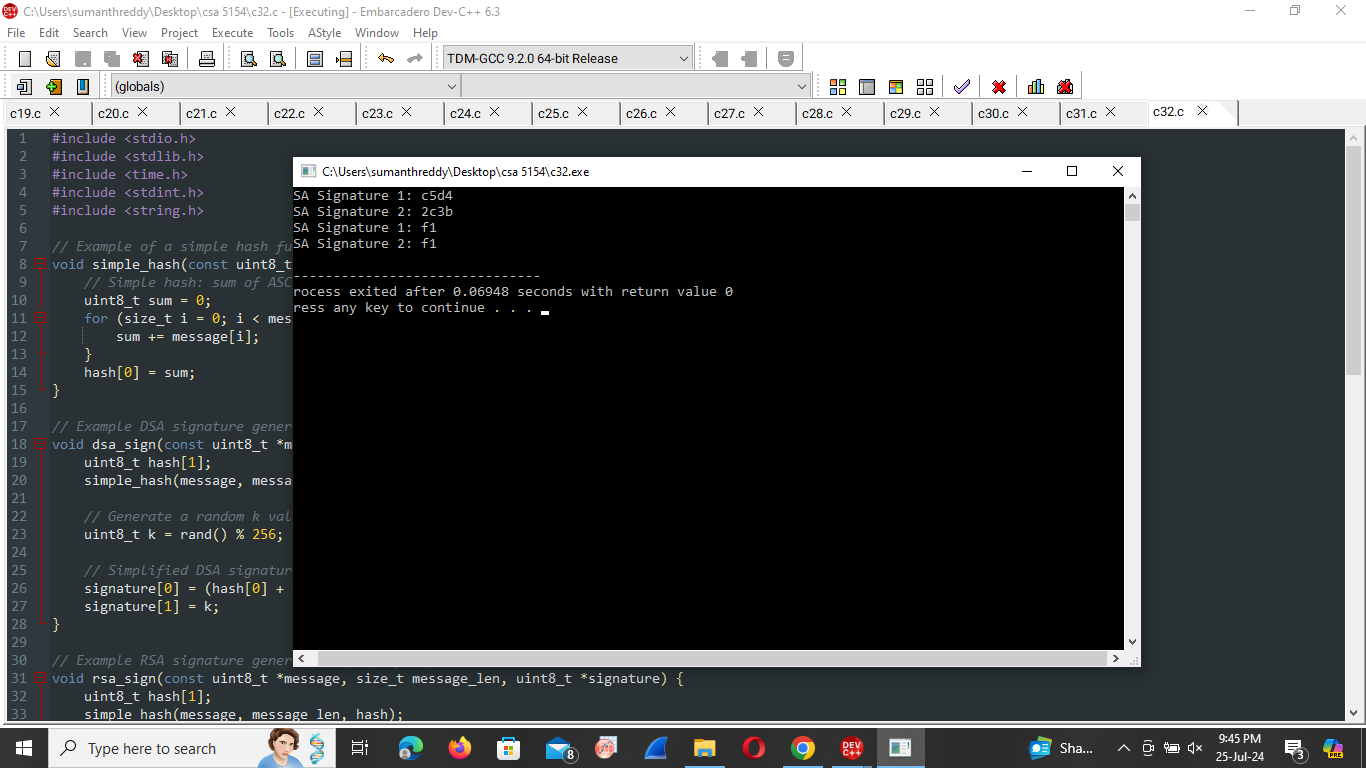 C:\Users\sumanthreddy\Desktop\csa 5154\c32.c - [Executing] - Embarcadero Dev-C++ 6.3
File Edit Search View Project Execute Tools AStyle Window Help
TDM-GCC 9.2.0 64-bit Release
(globals)
c19.c c20.c c21.c c22.c c23.c c24.c c25.c c26.c c27.c c28.c c29.c c30.c c31.c c32.c
1 #include <stdio.h>
2 #include <stdlib.h>
3 #include <time.h>
4 #include <stdint.h>
5 #include <string.h>
6
7 // Example of a simple hash fu
8 void simple_hash(const uint8_t
9 // Simple hash: sum of ASC
10 uint8_t sum = 0;
11 for (size_t i = 0; i < mes
12 sum += message[i];
13 }
14 hash[0] = sum;
15 }
16
17 // Example DSA signature gener
18 void dsa_sign(const uint8_t *m
19 uint8_t hash[1];
20 simple_hash(message, messa
21
22 // Generate a random k val
23 uint8_t k = rand() % 256;
24
25 // Simplified DSA signatur
26 signature[0] = (hash[0] +
27 signature[1] = k;
28 }
29
30 // Example RSA signature gener
31 void rsa_sign(const uint8_t *message, size_t message_len, uint8_t *signature) {
32 uint8_t hash[1];
33 simple_hash(message, message_len, hash);
C:\Users\sumanthreddy\Desktop\csa 5154\c32.exe
SA Signature 1: c5d4
SA Signature 2: 2c3b
SA Signature 1: f1
SA Signature 2: f1
-------------------------------
rocess exited after 0.06948 seconds with return value 0
ress any key to continue . . .
Type here to search
8
DEV C++
Sha...
9:45 PM
25-Jul-24
3
PRE